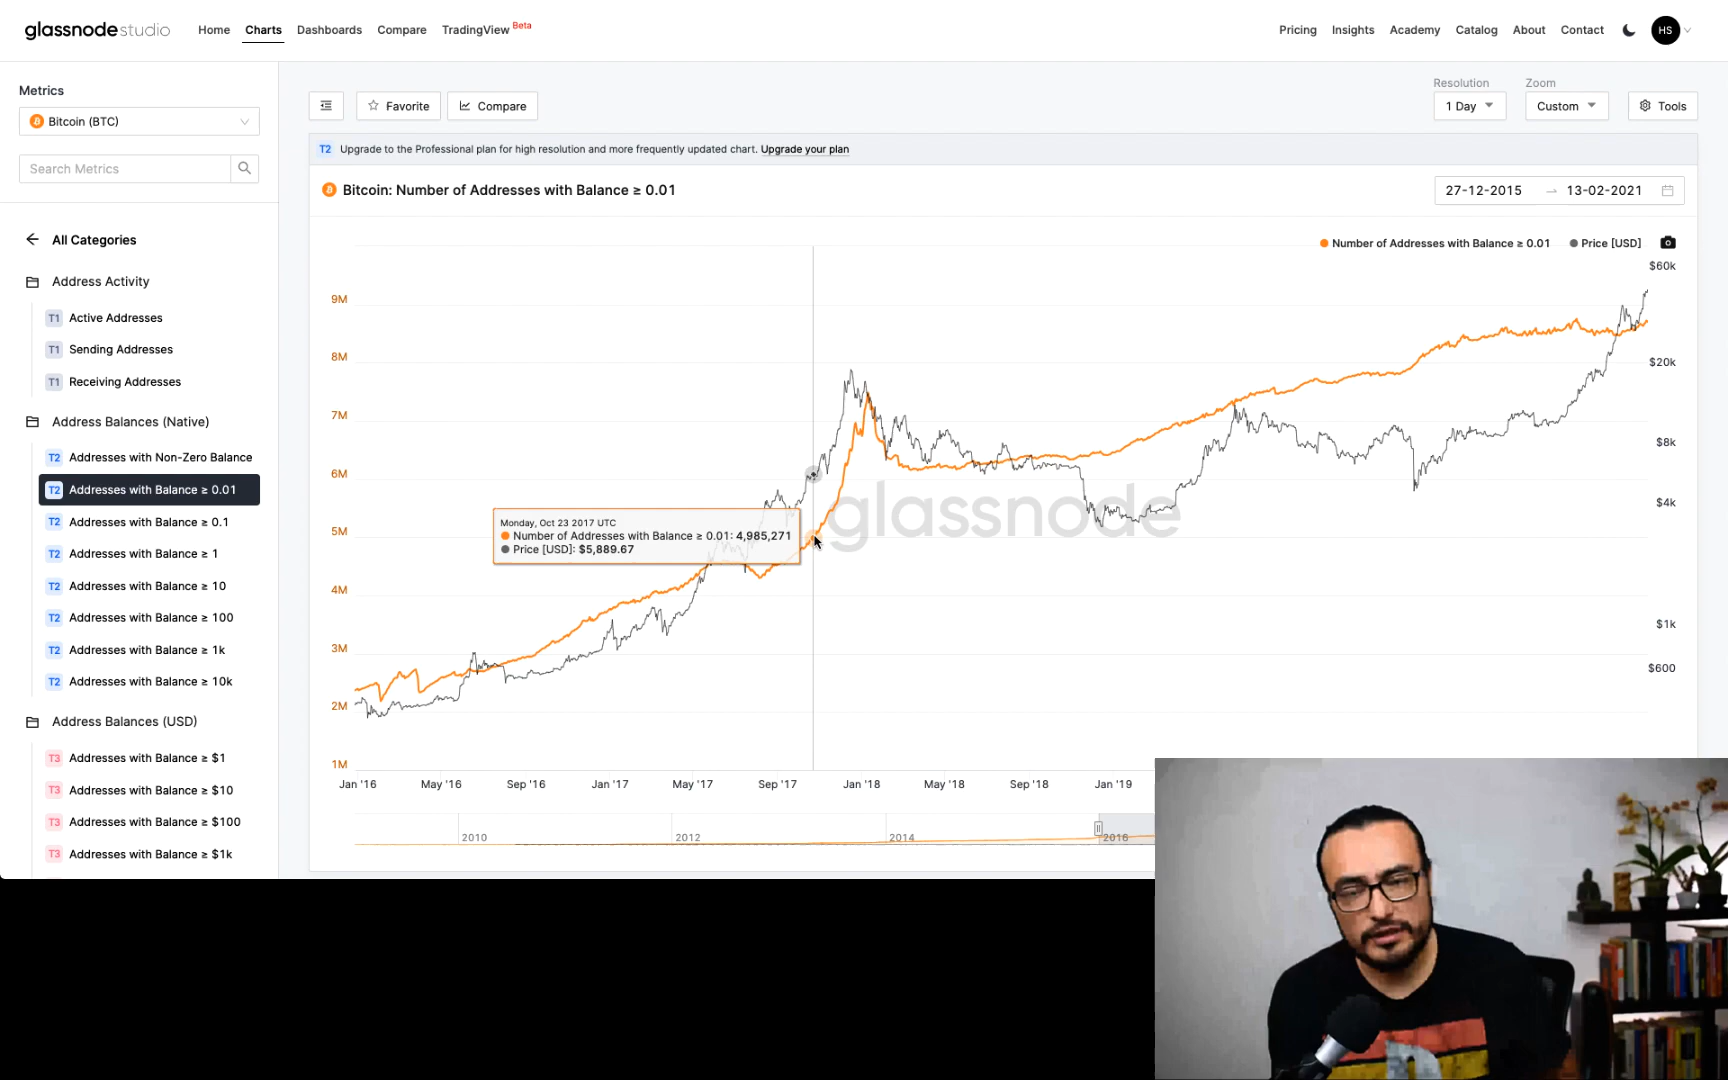 glassnode studio Home Charts Dashboards Compare TradingView Beta Pricing Insights Academy Catalog About Contact HS
Metrics
Bitcoin (BTC)
Search Metrics
All Categories
Address Activity
T1 Active Addresses
T1 Sending Addresses
T1 Receiving Addresses
Address Balances (Native)
T2 Addresses with Non-Zero Balance
T2 Addresses with Balance ≥ 0.01
T2 Addresses with Balance ≥ 0.1
T2 Addresses with Balance ≥ 1
T2 Addresses with Balance ≥ 10
T2 Addresses with Balance ≥ 100
T2 Addresses with Balance ≥ 1k
T2 Addresses with Balance ≥ 10k
Address Balances (USD)
T3 Addresses with Balance ≥ $1
T3 Addresses with Balance ≥ $10
T3 Addresses with Balance ≥ $100
T3 Addresses with Balance ≥ $1k
Resolution Zoom
Favorite Compare 1 Day Custom Tools
T2 Upgrade to the Professional plan for high resolution and more frequently updated chart. Upgrade your plan
Bitcoin: Number of Addresses with Balance ≥ 0.01 27-12-2015 → 13-02-2021
Number of Addresses with Balance ≥ 0.01 Price [USD]
$60k
9M
8M $20k
7M
$8k
6M
glassnode
$4k
Monday, Oct 23 2017 UTC
Number of Addresses with Balance ≥ 0.01: 4,985,271
Price [USD]: $5,889.67
5M
4M
$1k
3M
$600
2M
1M
Jan '16 May '16 Sep '16 Jan '17 May '17 Sep '17 Jan '18 May '18 Sep '18 Jan '19
2010 2012 2014 2016